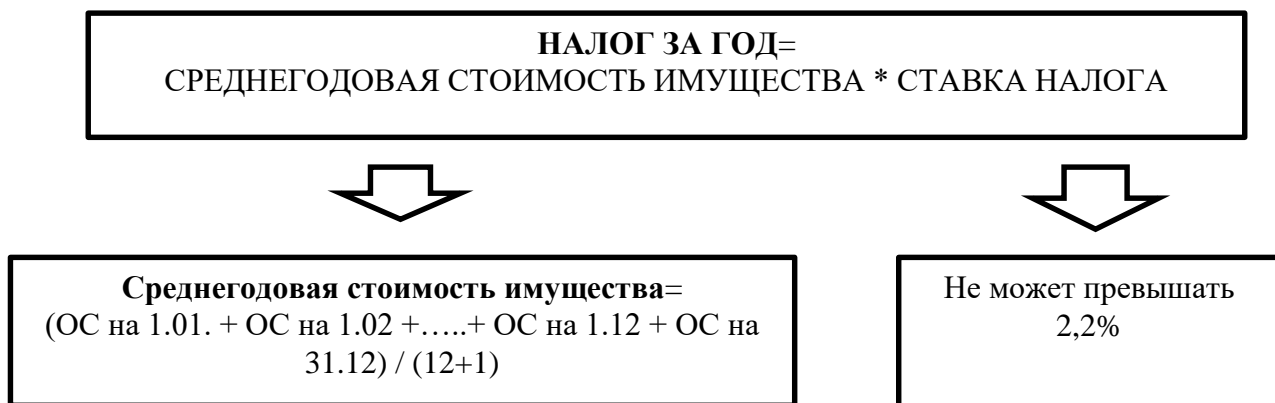 НАЛОГ ЗА ГОД=
СРЕДНЕГОДОВАЯ СТОИМОСТЬ ИМУЩЕСТВА * СТАВКА НАЛОГА
Среднегодовая стоимость имущества=
(ОС на 1.01. + ОС на 1.02 +…..+ ОС на 1.12 + ОС на
31.12) / (12+1)
Не может превышать
2,2%